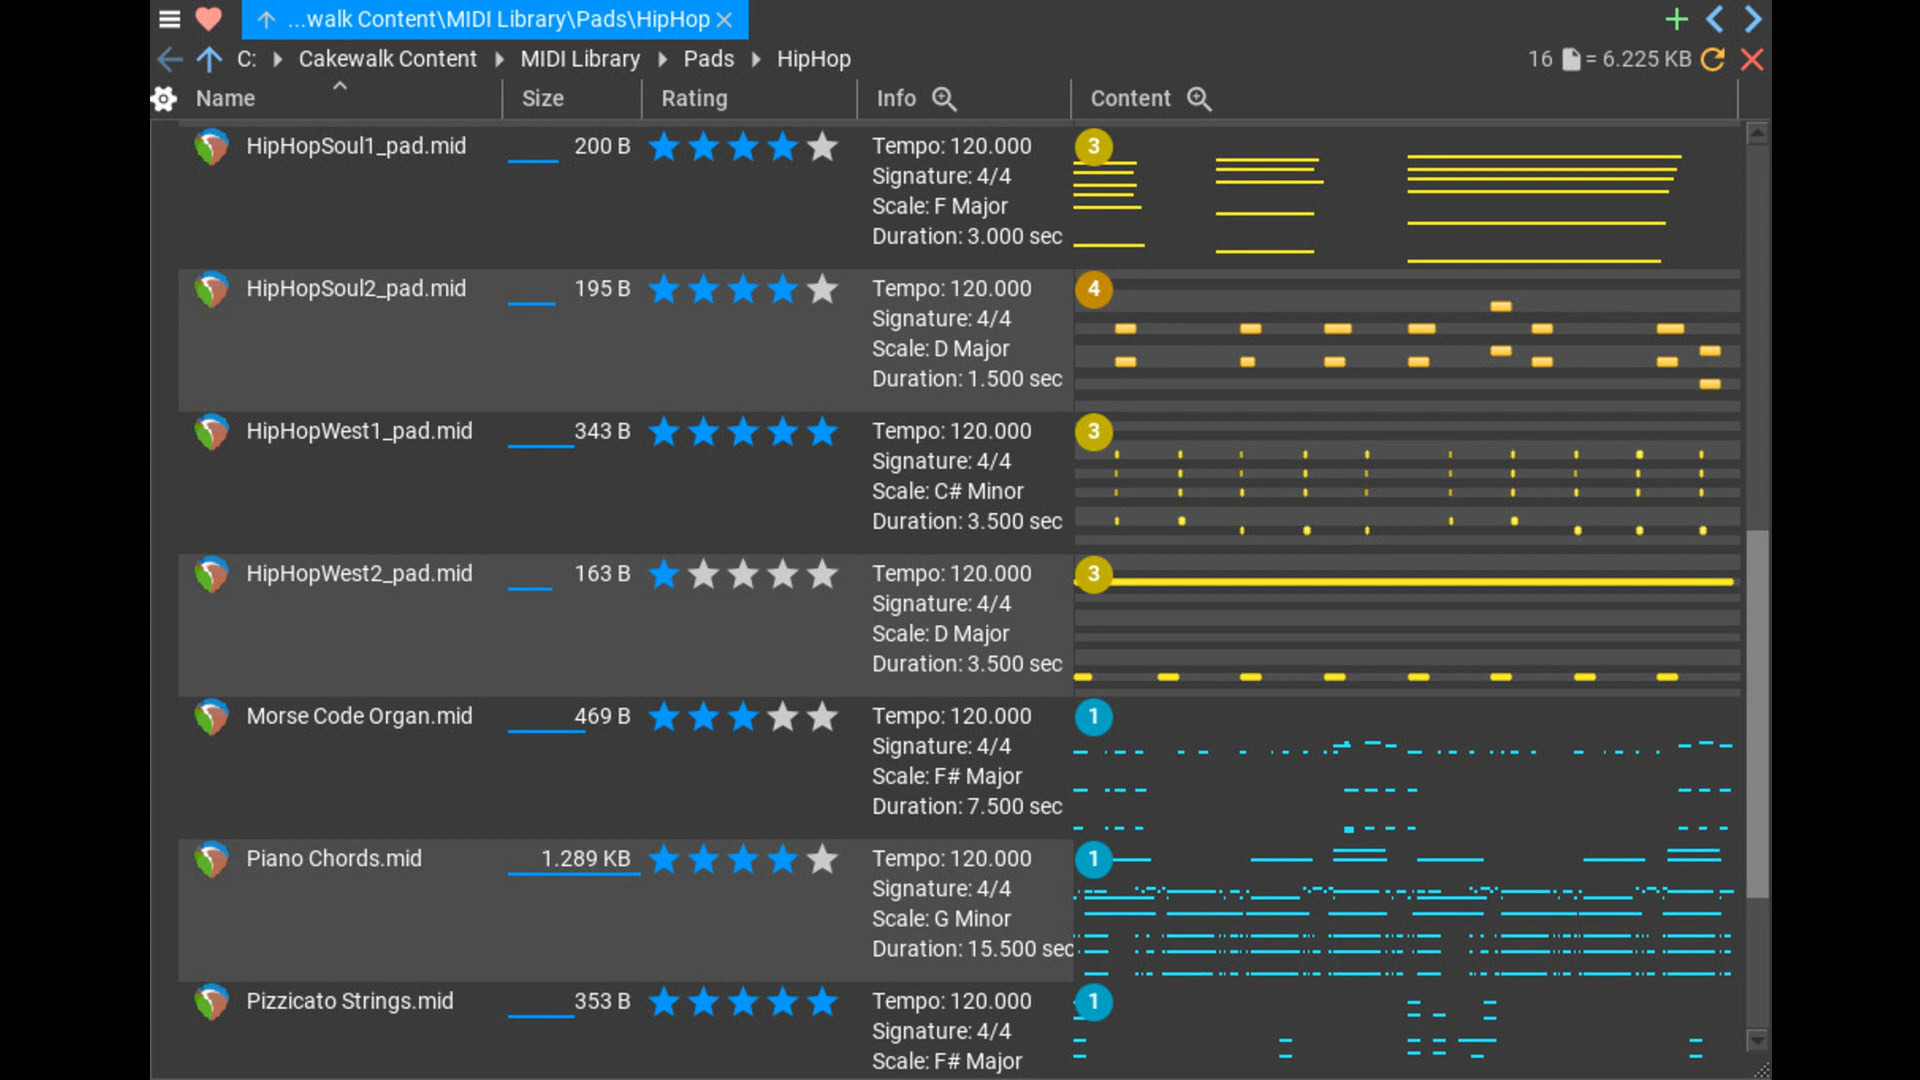 ...walk Content\MIDI Library\Pads\HipHop
C: Cakewalk Content MIDI Library Pads HipHop 16 = 6.225 KB
Name Size Rating Info Content
HipHopSoul1_pad.mid 200 B Tempo: 120.000 3
Signature: 4/4
Scale: F Major
Duration: 3.000 sec
HipHopSoul2_pad.mid 195 B Tempo: 120.000 4
Signature: 4/4
Scale: D Major
Duration: 1.500 sec
HipHopWest1_pad.mid 343 B Tempo: 120.000 3
Signature: 4/4
Scale: C# Minor
Duration: 3.500 sec
HipHopWest2_pad.mid 163 B Tempo: 120.000 3
Signature: 4/4
Scale: D Major
Duration: 3.500 sec
Morse Code Organ.mid 469 B Tempo: 120.000 1
Signature: 4/4
Scale: F# Major
Duration: 7.500 sec
Piano Chords.mid 1.289 KB Tempo: 120.000 1
Signature: 4/4
Scale: G Minor
Duration: 15.500 sec
Pizzicato Strings.mid 353 B Tempo: 120.000 1
Signature: 4/4
Scale: F# Major